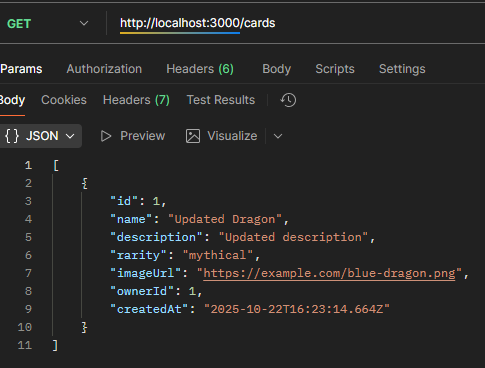 GET http://localhost:3000/cards
Params Authorization Headers (6) Body Scripts Settings
Body Cookies Headers (7) Test Results
{} JSON Preview Visualize
1 [
2 {
3 "id": 1,
4 "name": "Updated Dragon",
5 "description": "Updated description",
6 "rarity": "mythical",
7 "imageUrl": "https://example.com/blue-dragon.png",
8 "ownerId": 1,
9 "createdAt": "2025-10-22T16:23:14.664Z"
10 }
11 ]